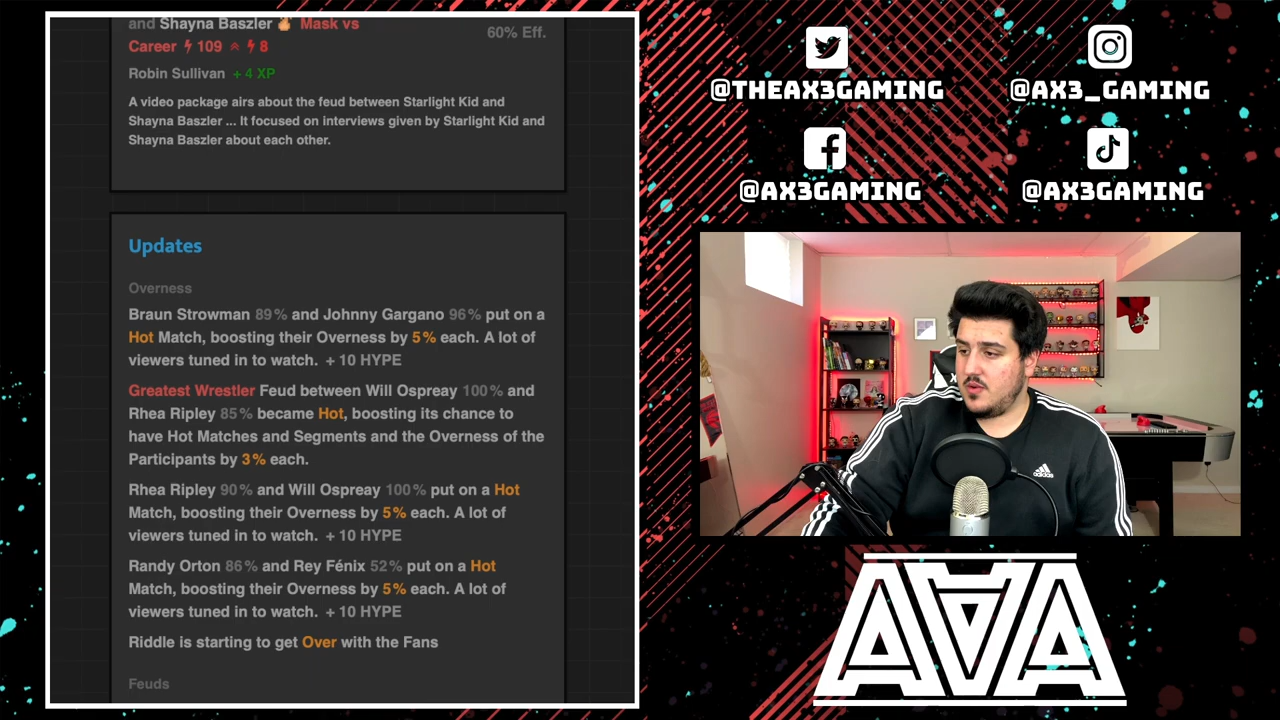 and Shayna Baszler 🔥 Mask vs
Career 109 8
60% Eff.
Robin Sullivan + 4 XP
A video package airs about the feud between Starlight Kid and
Shayna Baszler ... It focused on interviews given by Starlight Kid and
Shayna Baszler about each other.
Updates
Overness
Braun Strowman 89% and Johnny Gargano 96% put on a
Hot Match, boosting their Overness by 5% each. A lot of
viewers tuned in to watch. + 10 HYPE
Greatest Wrestler Feud between Will Ospreay 100% and
Rhea Ripley 85% became Hot, boosting its chance to
have Hot Matches and Segments and the Overness of the
Participants by 3% each.
Rhea Ripley 90% and Will Ospreay 100% put on a Hot
Match, boosting their Overness by 5% each. A lot of
viewers tuned in to watch. + 10 HYPE
Randy Orton 86% and Rey Fénix 52% put on a Hot
Match, boosting their Overness by 5% each. A lot of
viewers tuned in to watch. + 10 HYPE
Riddle is starting to get Over with the Fans
Feuds
@THEAX3GAMING
@AX3_GAMING
@AX3GAMING
@AX3GAMING
adidas